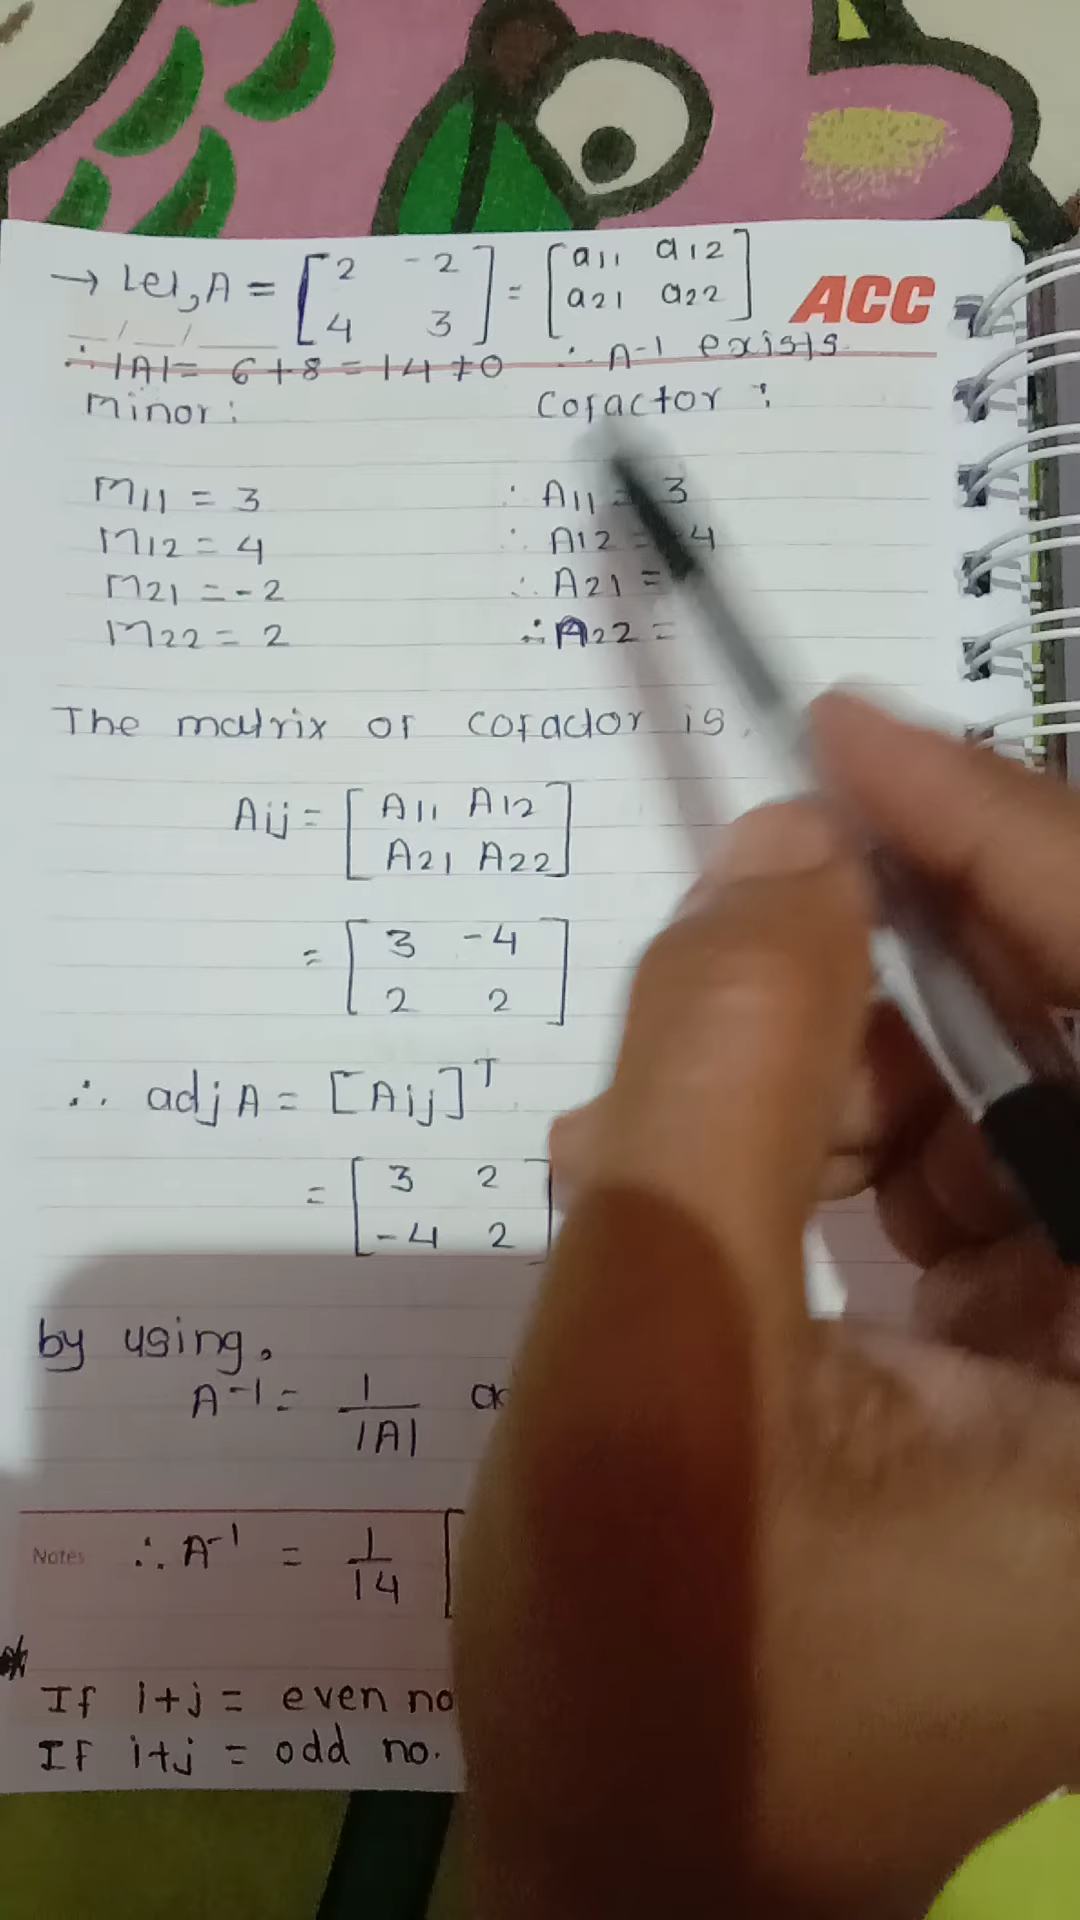 → Let, A = [2 -2 4 3] = [a11 a12 a21 a22]
ACC
∴ |A| = 6+8 = 14 ≠ 0 ∴ A-1 exists
Minor : Cofactor :
M11 = 3 ∴ A11 = 3
M12 = 4 ∴ A12 = -4
M21 = -2 ∴ A21 =
M22 = 2 ∴ A22 =
The matrix of cofactor is,
Aij = [A11 A12
A21 A22]
= [3 -4
2 2]
∴ adj A = [Aij]T
= [3 2
-4 2]
by using,
A-1 = 1/|A|
Notes ∴ A-1 = 1/14 [
If i+j = even no
If i+j = odd no.